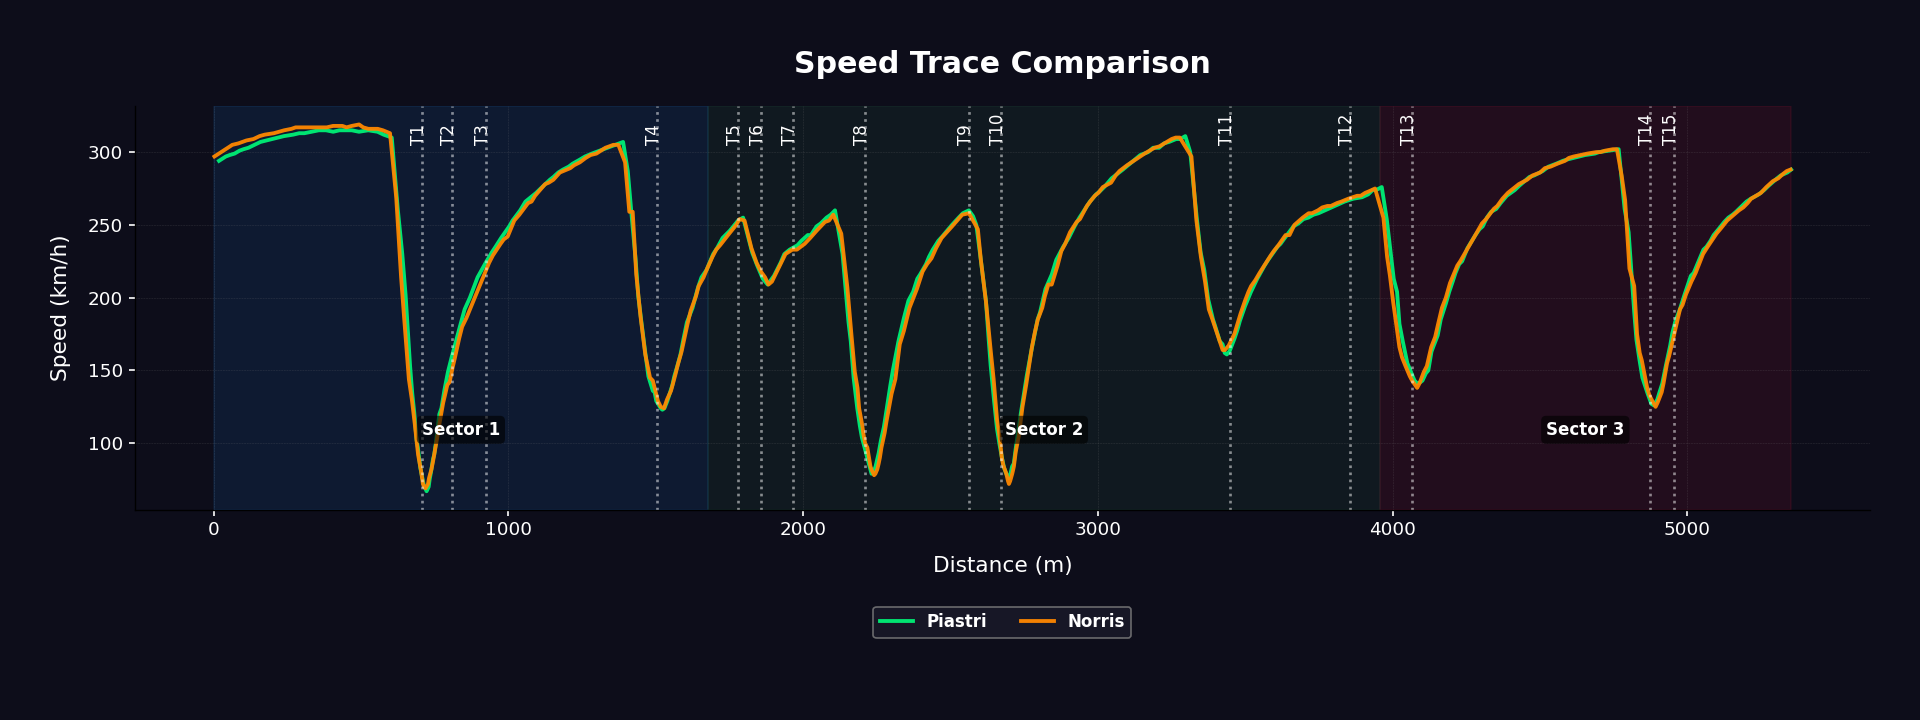 Speed Trace Comparison
T1 T2 T3 T4 T5 T6 T7 T8 T9 T10 T11 T12 T13 T14 T15
300
250
200
150
100
Speed (km/h)
Sector 1 Sector 2 Sector 3
0 1000 2000 3000 4000 5000
Distance (m)
Piastri Norris